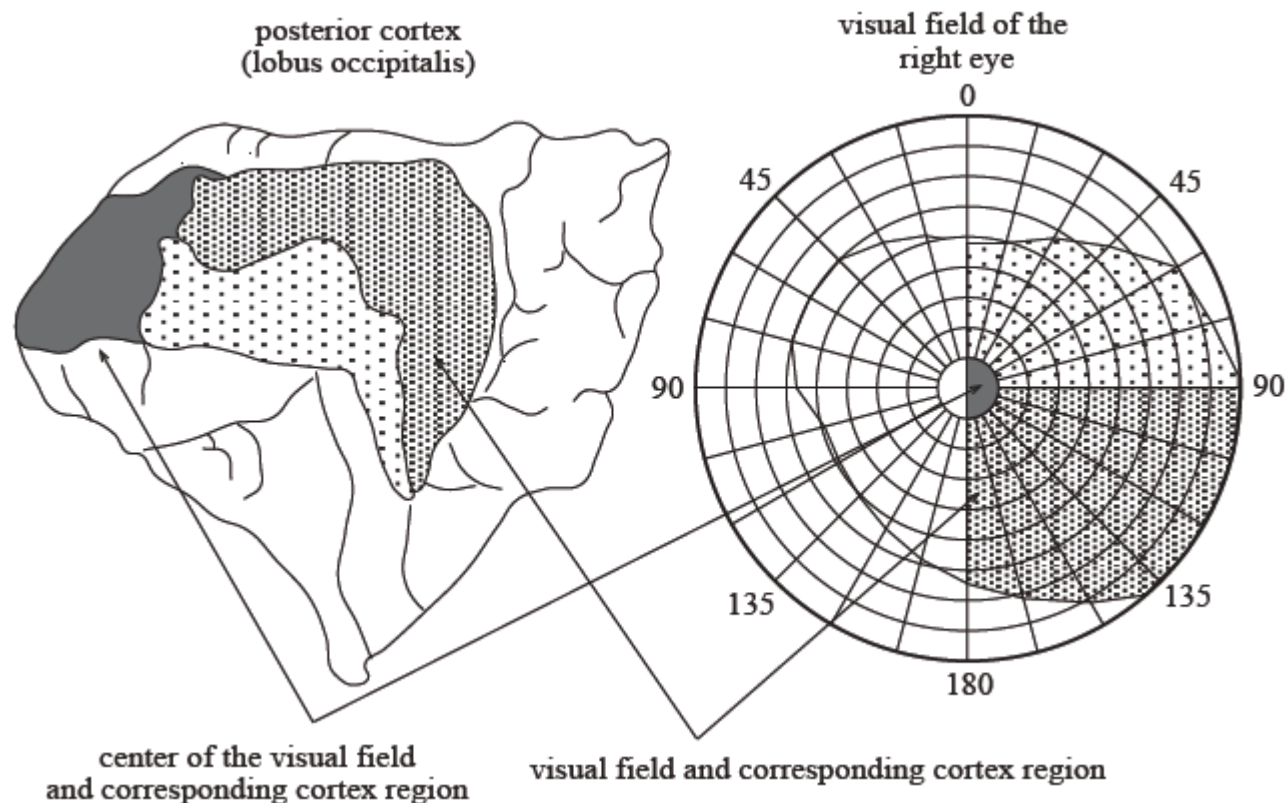 posterior cortex
(lobus occipitalis)
visual field of the
right eye
0
45
45
90
90
135
135
180
center of the visual field
and corresponding cortex region
visual field and corresponding cortex region